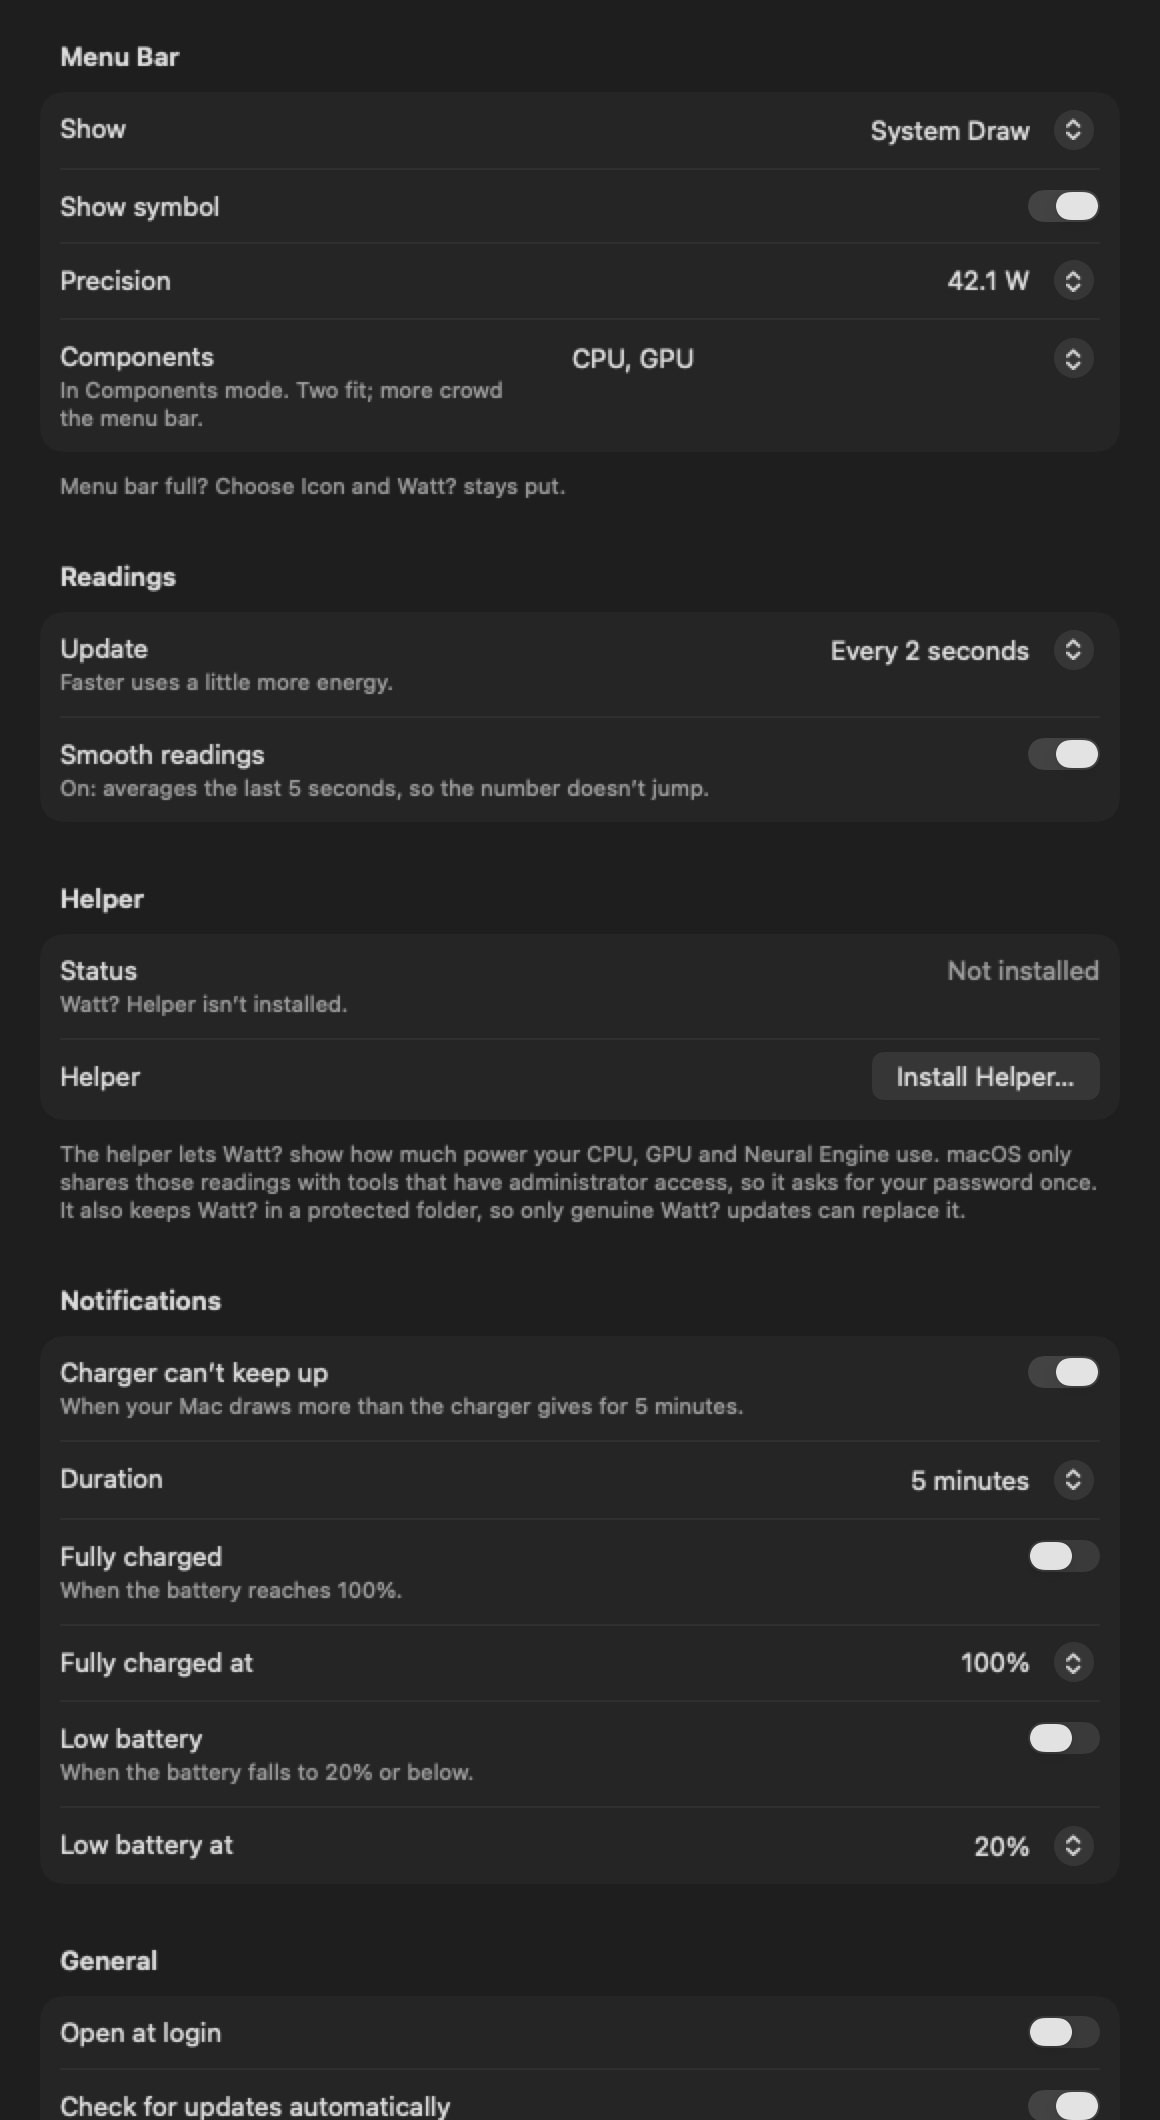 Menu Bar
Show
System Draw
Show symbol
Precision
42.1 W
Components
CPU, GPU
In Components mode. Two fit; more crowd
the menu bar.
Menu bar full? Choose Icon and Watt? stays put.
Readings
Update
Every 2 seconds
Faster uses a little more energy.
Smooth readings
On: averages the last 5 seconds, so the number doesn’t jump.
Helper
Status
Not installed
Watt? Helper isn’t installed.
Helper
Install Helper...
The helper lets Watt? show how much power your CPU, GPU and Neural Engine use. macOS only
shares those readings with tools that have administrator access, so it asks for your password once.
It also keeps Watt? in a protected folder, so only genuine Watt? updates can replace it.
Notifications
Charger can’t keep up
When your Mac draws more than the charger gives for 5 minutes.
Duration
5 minutes
Fully charged
When the battery reaches 100%.
Fully charged at
100%
Low battery
When the battery falls to 20% or below.
Low battery at
20%
General
Open at login
Check for updates automatically